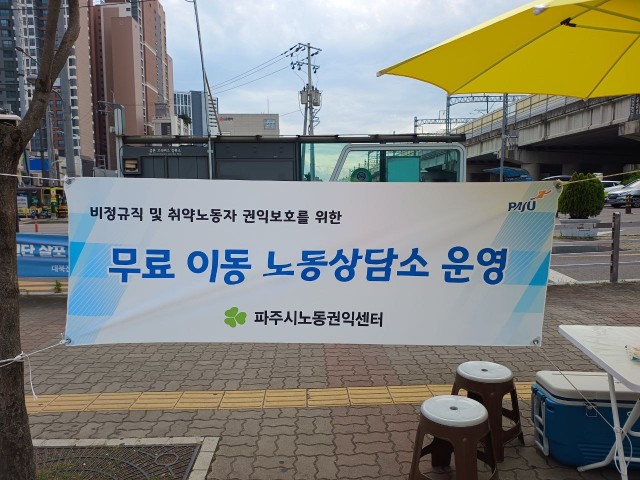 비정규직 및 취약노동자 권익보호를 위한
PAJU
무료 이동 노동상담소 운영
파주시노동권익센터